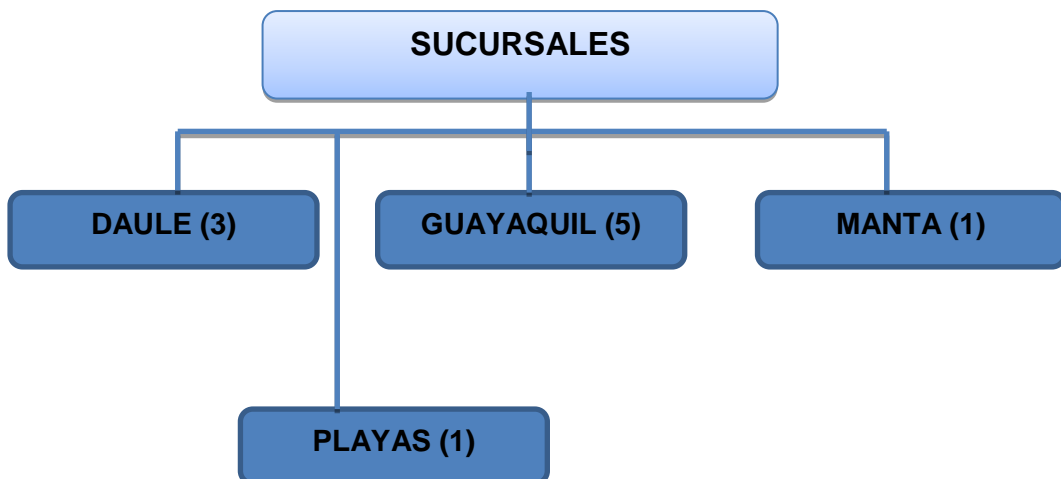 SUCURSALES
DAULE (3)
GUAYAQUIL (5)
MANTA (1)
PLAYAS (1)